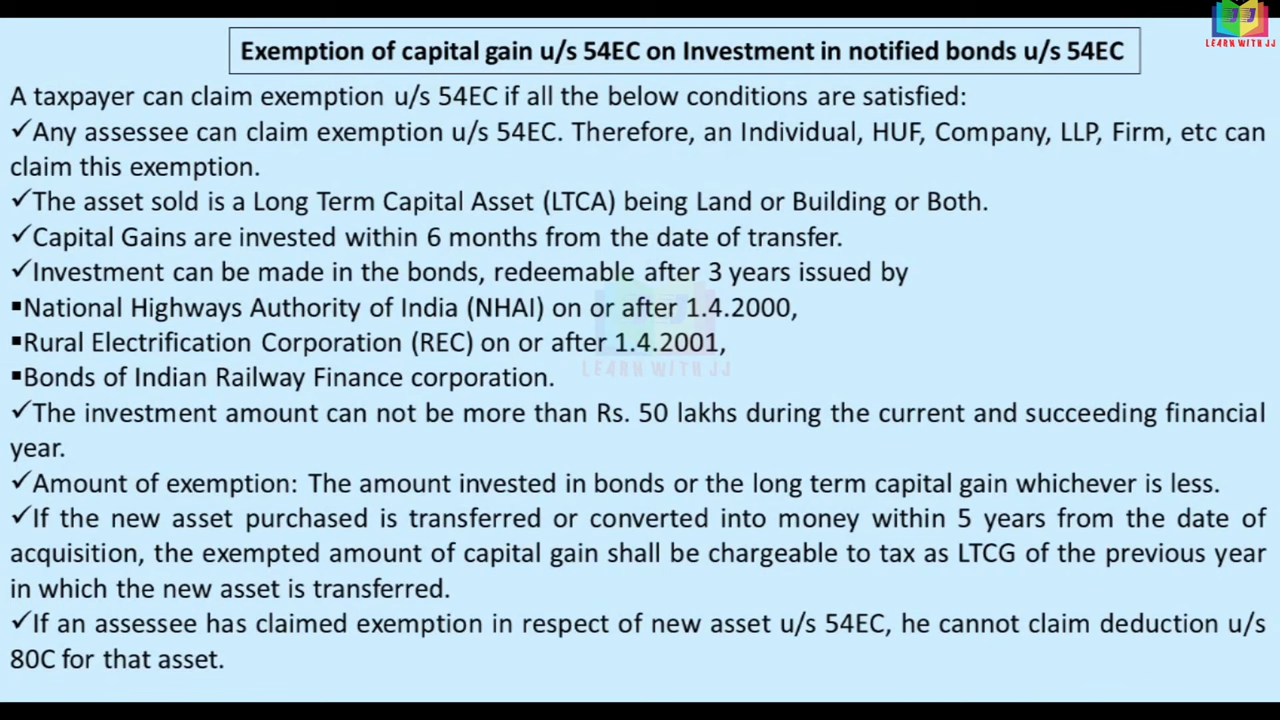 LEARN WITH JJ
Exemption of capital gain u/s 54EC on Investment in notified bonds u/s 54EC
A taxpayer can claim exemption u/s 54EC if all the below conditions are satisfied:
✓Any assessee can claim exemption u/s 54EC. Therefore, an Individual, HUF, Company, LLP, Firm, etc can
claim this exemption.
✓The asset sold is a Long Term Capital Asset (LTCA) being Land or Building or Both.
✓Capital Gains are invested within 6 months from the date of transfer.
✓Investment can be made in the bonds, redeemable after 3 years issued by
▪National Highways Authority of India (NHAI) on or after 1.4.2000,
▪Rural Electrification Corporation (REC) on or after 1.4.2001,
LEARN WITH JJ
▪Bonds of Indian Railway Finance corporation.
✓The investment amount can not be more than Rs. 50 lakhs during the current and succeeding financial
year.
✓Amount of exemption: The amount invested in bonds or the long term capital gain whichever is less.
✓If the new asset purchased is transferred or converted into money within 5 years from the date of
acquisition, the exempted amount of capital gain shall be chargeable to tax as LTCG of the previous year
in which the new asset is transferred.
✓If an assessee has claimed exemption in respect of new asset u/s 54EC, he cannot claim deduction u/s
80C for that asset.